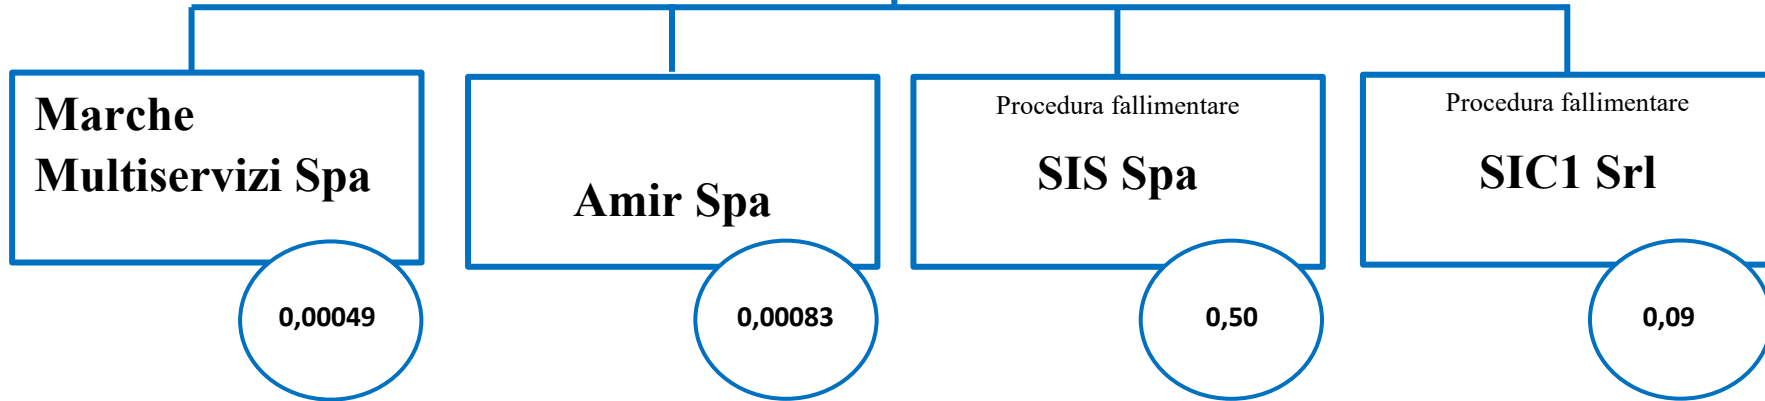 Marche
Multiservizi Spa
0,00049
Amir Spa
0,00083
Procedura fallimentare
SIS Spa
0,50
Procedura fallimentare
SIC1 Srl
0,09